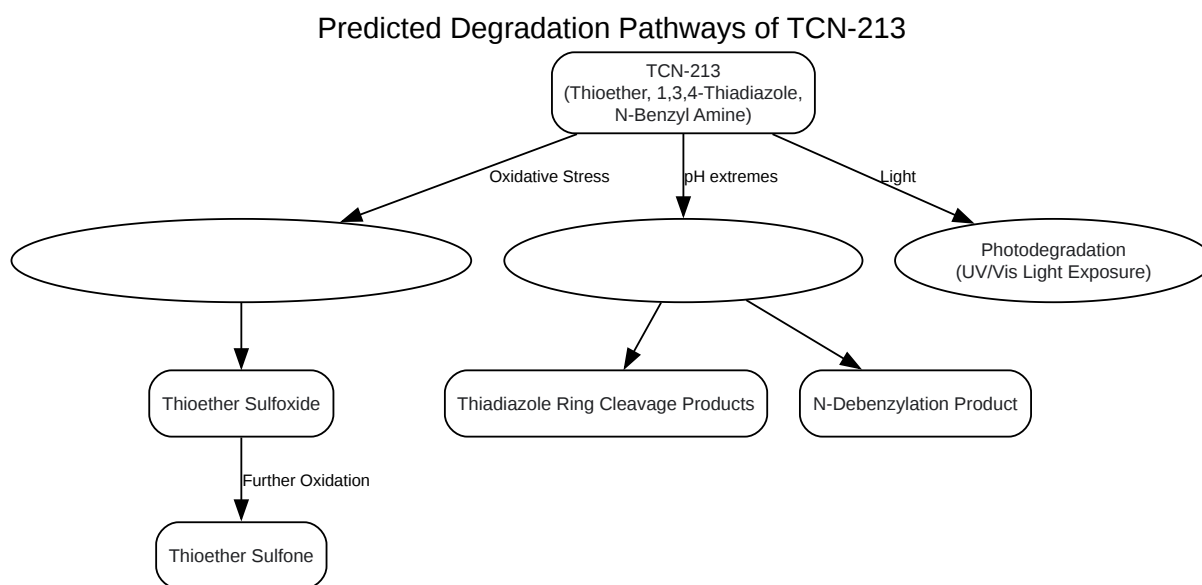 Predicted Degradation Pathways of TCN-213
TCN-213
(Thioether, 1,3,4-Thiadiazole,
N-Benzyl Amine)
Oxidative Stress
pH extremes
Light
Photodegradation
(UV/Vis Light Exposure)
Thioether Sulfoxide
Thiadiazole Ring Cleavage Products
N-Debenzylation Product
Further Oxidation
Thioether Sulfone